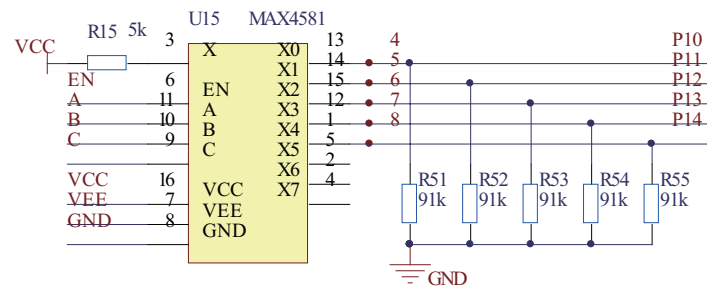 U15 MAX4581
R15 5k 3 X X0 13 4 P10
VCC X1 14 5 P11
EN 6 EN X2 15 6 P12
A 11 A X3 12 7 P13
B 10 B X4 1 8 P14
C 9 C X5 5
X6 2
VCC 16 VCC X7 4
VEE 7 VEE
GND 8 GND
R51 R52 R53 R54 R55
91k 91k 91k 91k 91k
GND